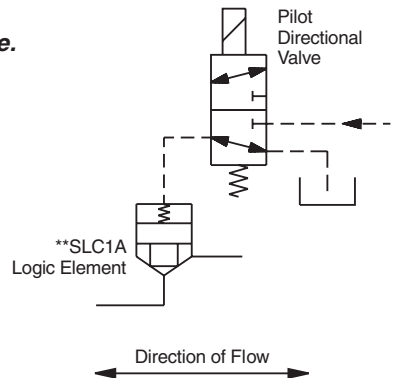 e.
Pilot
Directional
Valve
**SLC1A
Logic Element
Direction of Flow